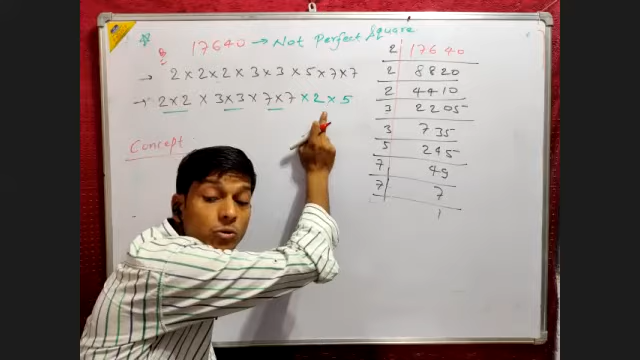 17640 → Not Perfect Square
→ 2 × 2 × 2 × 3 × 3 × 5 × 7 × 7
→ 2 × 2 × 3 × 3 × 7 × 7 × 2 × 5
Concept
2 | 17640
2 | 8820
2 | 4410
3 | 2205
3 | 735
5 | 245
7 | 49
7 | 7
1